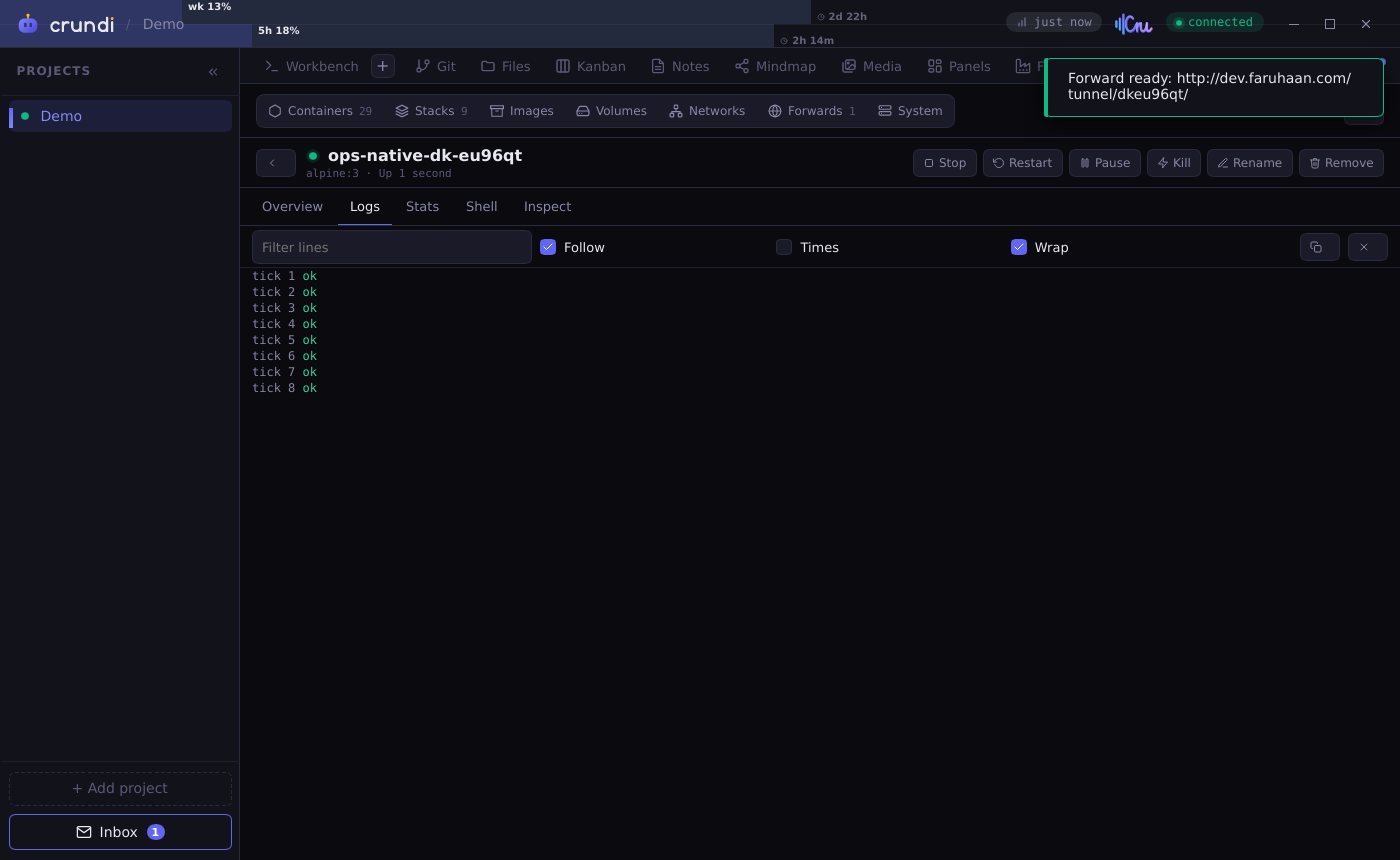 crundi / Demo
wk 13%
2d 22h
5h 18%
2h 14m
just now
Cru
connected
PROJECTS
Workbench
Git
Files
Kanban
Notes
Mindmap
Media
Panels
Forward ready: http://dev.faruhaan.com/
tunnel/dkeu96qt/
Demo
Containers 29
Stacks 9
Images
Volumes
Networks
Forwards 1
System
ops-native-dk-eu96qt
alpine:3 · Up 1 second
Stop
Restart
Pause
Kill
Rename
Remove
Overview
Logs
Stats
Shell
Inspect
Filter lines
Follow
Times
Wrap
tick 1 ok
tick 2 ok
tick 3 ok
tick 4 ok
tick 5 ok
tick 6 ok
tick 7 ok
tick 8 ok
+ Add project
Inbox 1